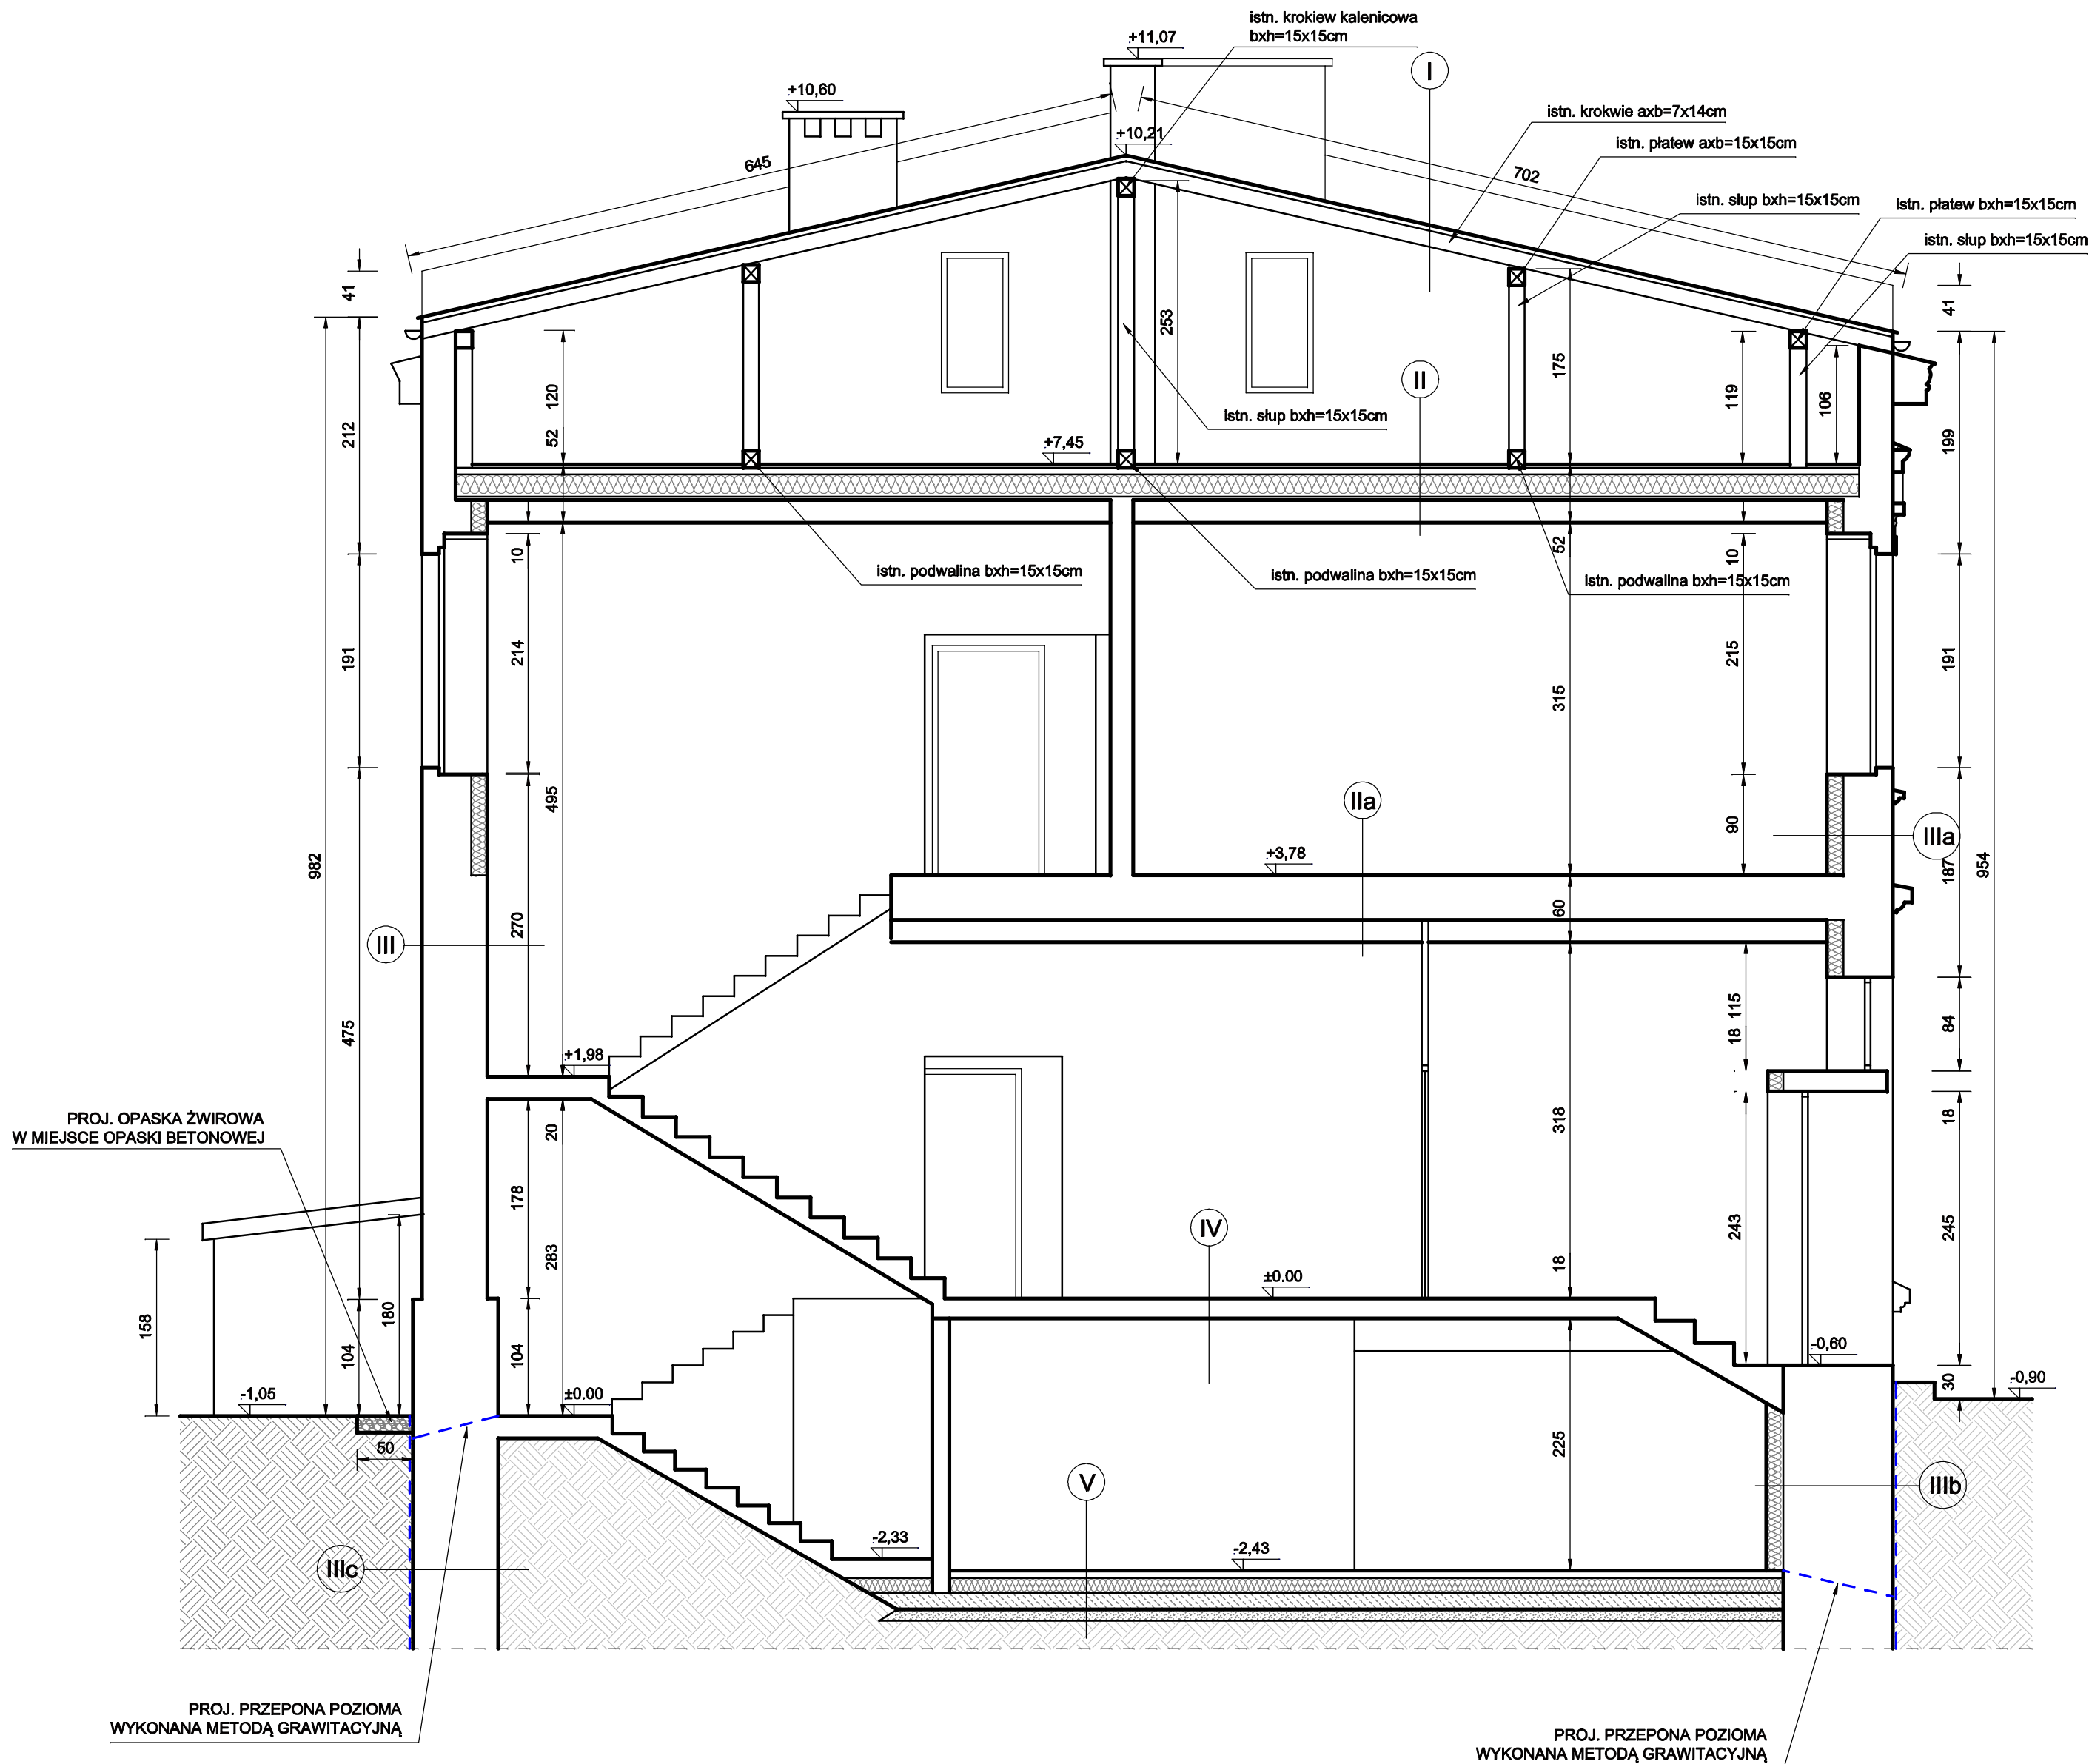 istn. krokiew kalenicowa
bxh=15x15cm
+11,07
I
+10,60
istn. krokwie axb=7x14cm
+10,21
istn. płatew axb=15x15cm
645
702
istn. słup bxh=15x15cm
istn. płatew bxh=15x15cm
istn. słup bxh=15x15cm
41
41
253
175
II
120
119
106
istn. słup bxh=15x15cm
212
52
+7,45
199
10
52
10
istn. podwalina bxh=15x15cm
istn. podwalina bxh=15x15cm
istn. podwalina bxh=15x15cm
191
214
315
215
191
495
IIa
90
IIIa
982
+3,78
187
954
270
60
III
475
115
18
84
+1,98
PROJ. OPASKA ŻWIROWA
W MIEJSCE OPASKI BETONOWEJ
20
318
18
178
IV
243
245
283
18
158
180
104
104
±0.00
-0,60
30
-1,05
±0.00
-0,90
50
225
V
IIIb
-2,33
-2,43
IIIc
PROJ. PRZEPONA POZIOMA
WYKONANA METODĄ GRAWITACYJNĄ
PROJ. PRZEPONA POZIOMA
WYKONANA METODĄ GRAWITACYJNĄ